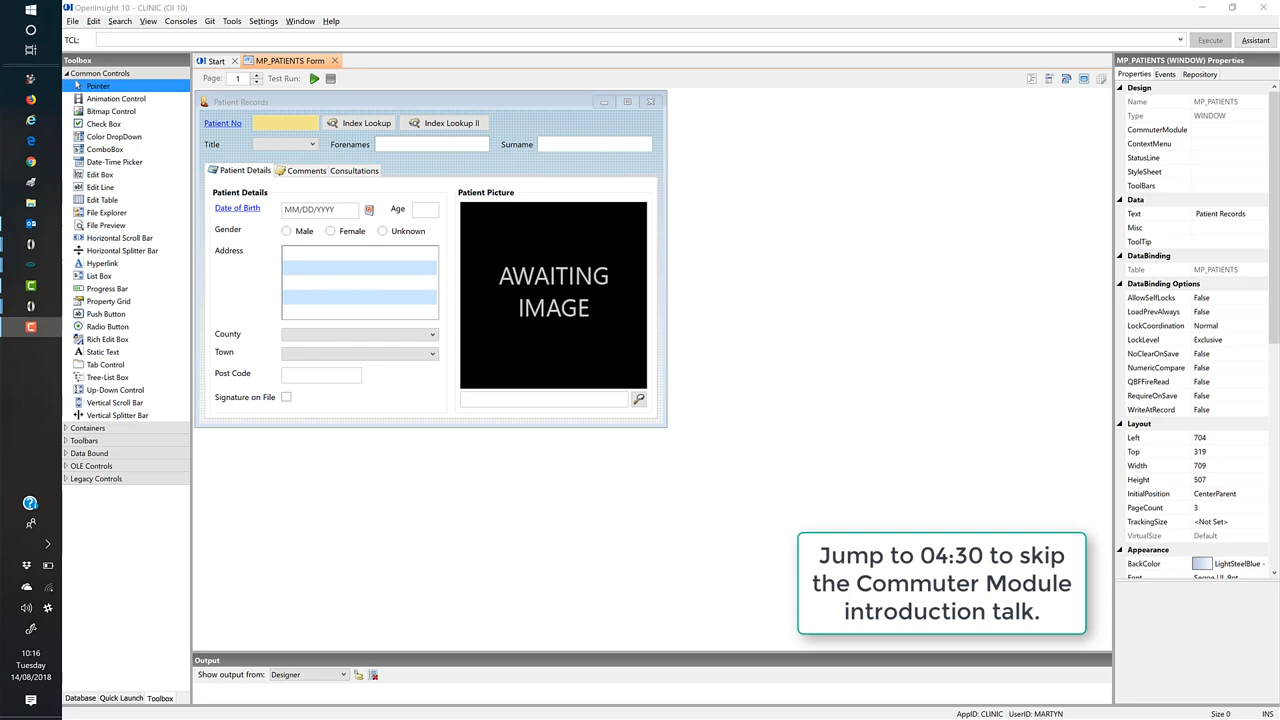 OpenInsight 10 - CLINIC (OI 10)
File Edit Search View Consoles Git Tools Settings Window Help
TCL: Execute Assistant
Toolbox
Common Controls
Pointer
Animation Control
Bitmap Control
Check Box
Color DropDown
ComboBox
Date-Time Picker
Edit Box
Edit Line
Edit Table
File Explorer
File Preview
Horizontal Scroll Bar
Horizontal Splitter Bar
Hyperlink
List Box
Progress Bar
Property Grid
Push Button
Radio Button
Rich Edit Box
Static Text
Tab Control
Tree-List Box
Up-Down Control
Vertical Scroll Bar
Vertical Splitter Bar
Containers
Toolbars
Data Bound
OLE Controls
Legacy Controls
Database Quick Launch Toolbox
OI Start MP_PATIENTS Form
Page: 1 Test Run:
Patient Records
Patient No Index Lookup Index Lookup II
Title Forenames Surname
Patient Details Comments Consultations
Patient Details
Date of Birth MM/DD/YYYY Age
Gender Male Female Unknown
Address
County
Town
Post Code
Signature on File
Patient Picture
AWAITING
IMAGE
Jump to 04:30 to skip
the Commuter Module
introduction talk.
Output
Show output from: Designer
MP_PATIENTS (WINDOW) Properties
Properties Events Repository
Design
Name MP_PATIENTS
Type WINDOW
CommuterModule
ContextMenu
StatusLine
StyleSheet
ToolBars
Data
Text Patient Records
Misc
ToolTip
DataBinding
Table MP_PATIENTS
DataBinding Options
AllowSelfLocks False
LoadPrevAlways False
LockCoordination Normal
LockLevel Exclusive
NoClearOnSave False
NumericCompare False
QBFFireRead False
RequireOnSave False
WriteAtRecord False
Layout
Left 704
Top 319
Width 709
Height 507
InitialPosition CenterParent
PageCount 3
TrackingSize <Not Set>
VirtualSize Default
Appearance
BackColor LightSteelBlue -
Font Segoe UI, 9pt
10:16
Tuesday
14/08/2018
AppID: CLINIC UserID: MARTYN Size 0 INS